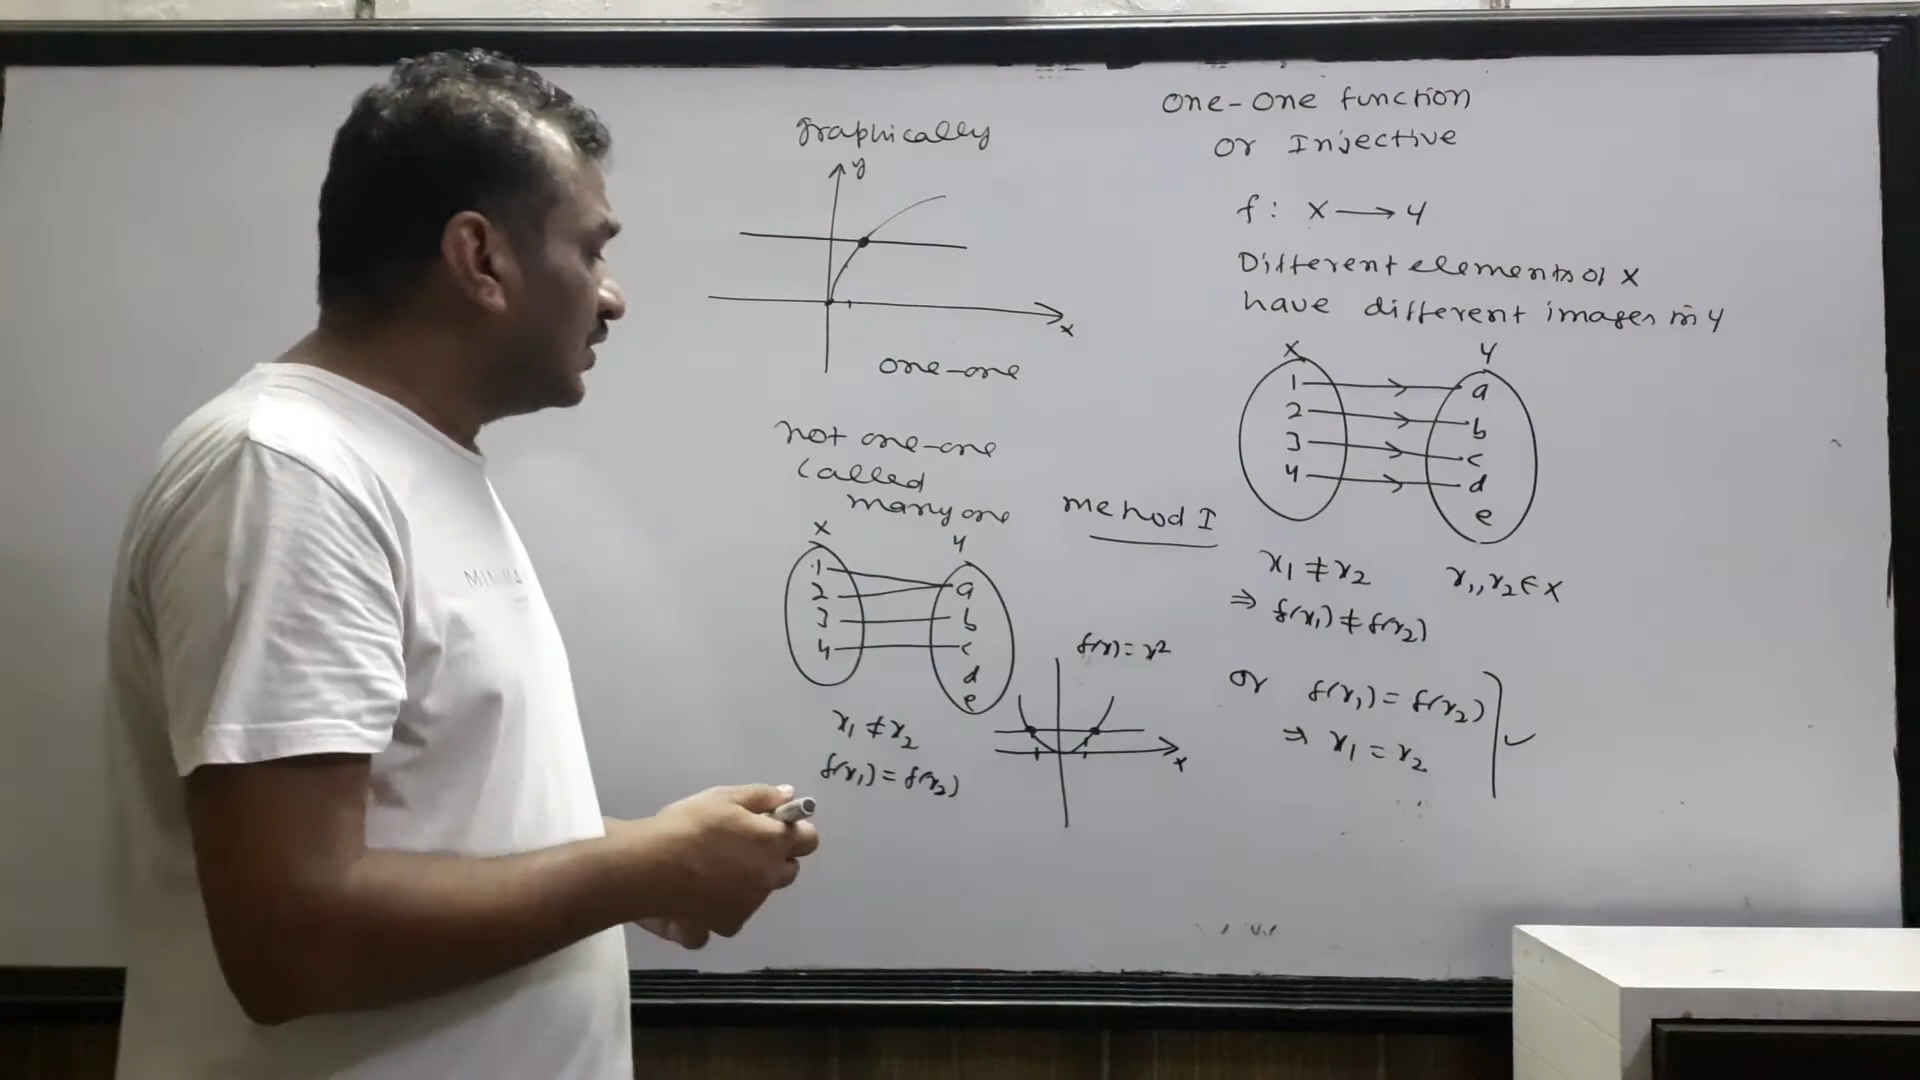 One-One function
or Injective
f: X → Y
Different elements of X
have different images in Y
X Y
1 a
2 b
3 c
4 d
e
Method I
x₁ ≠ x₂ x₁, x₂ ∈ X
⇒ f(x₁) ≠ f(x₂)
or f(x₁) = f(x₂)
⇒ x₁ = x₂
graphically
y
x
one-one
not one-one
called
many one
X Y
1 a
2 b
3 c
4 d
e
x₁ ≠ x₂
f(x₁) = f(x₂)
f(x) = x²
x